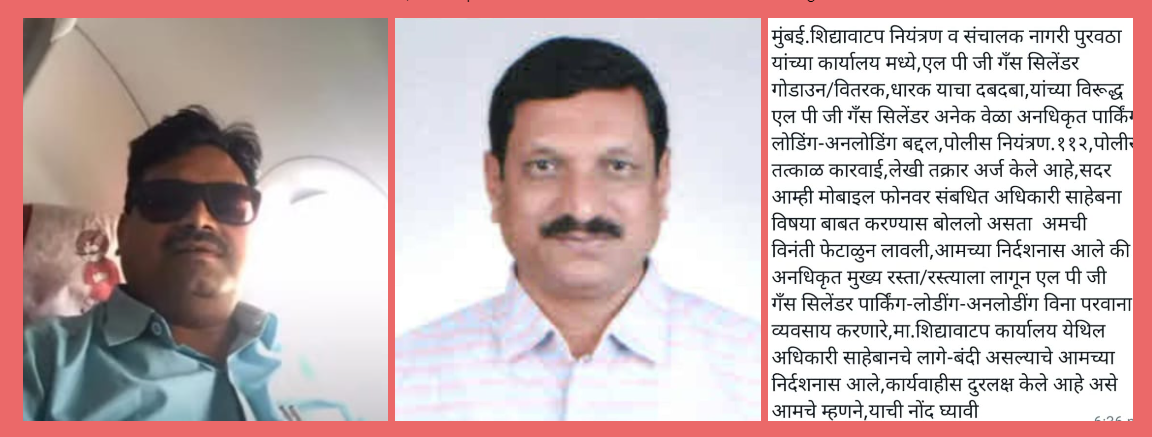 मुंबई.शिद्यावाटप नियंत्रण व संचालक नागरी पुरवठा
यांच्या कार्यालय मध्ये,एल पी जी गँस सिलेंडर
गोडाउन/वितरक,धारक याचा दबदबा,यांच्या विरूद्ध
एल पी जी गँस सिलेंडर अनेक वेळा अनधिकृत पार्किंग
लोडिंग-अनलोडिंग बद्दल,पोलीस नियंत्रण.११२,पोलीस
तत्काळ कारवाई,लेखी तक्रार अर्ज केले आहे,सदर
आम्ही मोबाइल फोनवर संबधित अधिकारी साहेबना
विषया बाबत करण्यास बोललो असता अमची
विनंती फेटाळुन लावली,आमच्या निर्दशनास आले की
अनधिकृत मुख्य रस्ता/रस्त्याला लागून एल पी जी
गँस सिलेंडर पार्किंग-लोडींग-अनलोडींग विना परवाना
व्यवसाय करणारे,मा.शिद्यावाटप कार्यालय येथिल
अधिकारी साहेबानचे लागे-बंदी असल्याचे आमच्या
निर्दशनास आले,कार्यवाहीस दुरलक्ष केले आहे असे
आमचे म्हणने,याची नोंद घ्यावी